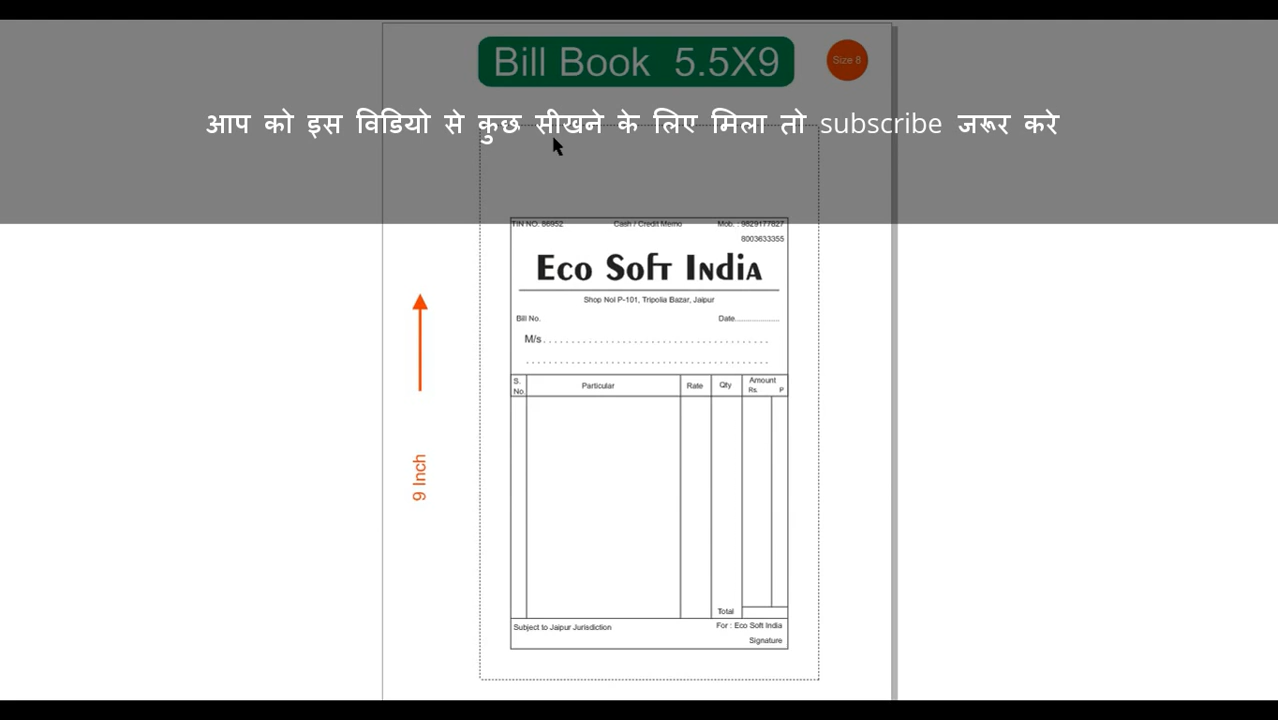 Bill Book 5.5X9
Size 8
आप को इस विडियो से कुछ सीखने के लिए मिला तो subscribe जरूर करे
TIN NO. 86952 Cash / Credit Memo Mob. : 9829177827
8003633355
Eco Soft India
Shop Nol P-101, Tripolia Bazar, Jaipur
Bill No. Date....................
M/s. . . . . . . . . . . . . . . . . . . . . . . . . . . . . . . . . . . . . .
. . . . . . . . . . . . . . . . . . . . . . . . . . . . . . . . . . . . . . . .
S. No. Particular Rate Qty Amount
Rs. P
9 Inch
Total
Subject to Jaipur Jurisdiction For : Eco Soft India
Signature